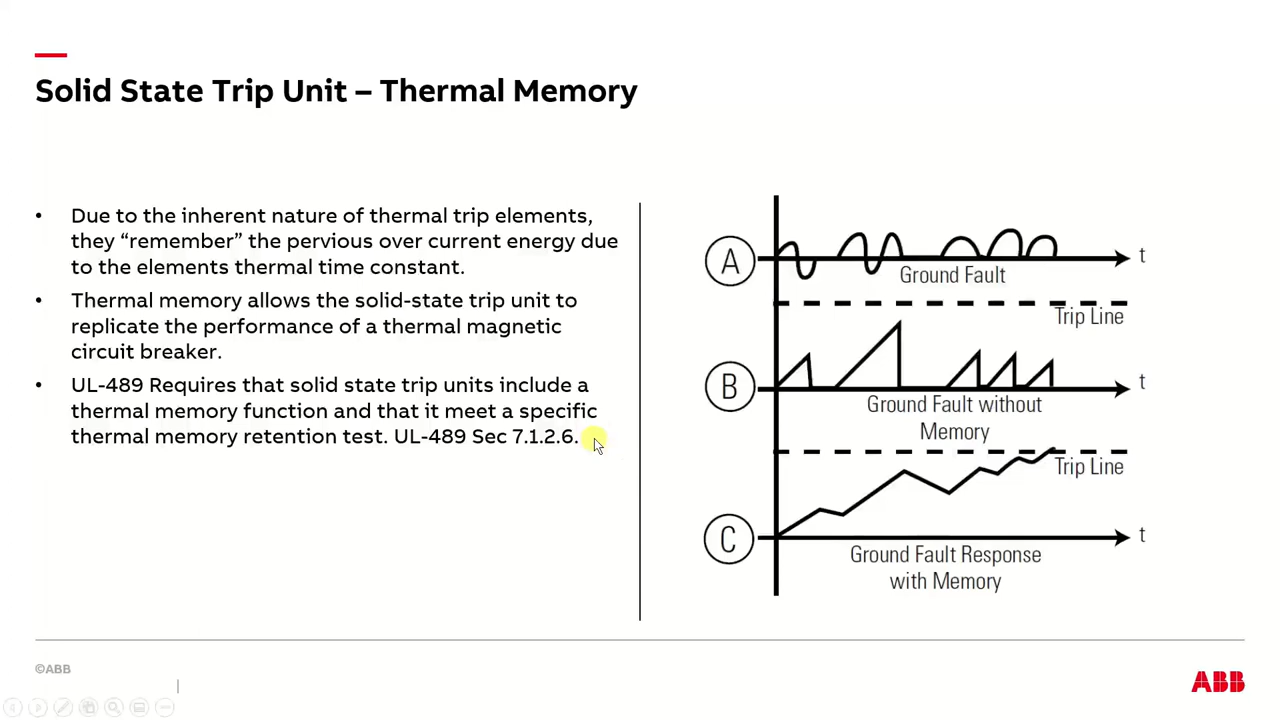 Solid State Trip Unit – Thermal Memory
• Due to the inherent nature of thermal trip elements,
they “remember” the pervious over current energy due
to the elements thermal time constant.
• Thermal memory allows the solid-state trip unit to
replicate the performance of a thermal magnetic
circuit breaker.
• UL-489 Requires that solid state trip units include a
thermal memory function and that it meet a specific
thermal memory retention test. UL-489 Sec 7.1.2.6.
A
t
Ground Fault
Trip Line
B
t
Ground Fault without
Memory
Trip Line
C
t
Ground Fault Response
with Memory
©ABB
ABB